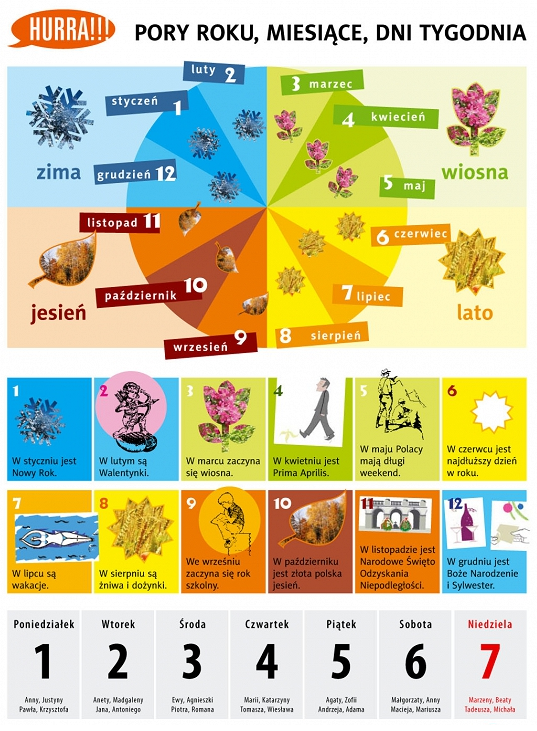 HURRA!!!
PORY ROKU, MIESIĄCE, DNI TYGODNIA
luty 2
styczeń 1
zima
grudzień 12
3 marzec
4 kwiecień
wiosna
5 maj
listopad 11
październik 10
jesień
wrzesień 9
6 czerwiec
7 lipiec
lato
8 sierpień
1
W styczniu jest
Nowy Rok.
2
W lutym są
Walentynki.
3
W marcu zaczyna
się wiosna.
4
W kwietniu jest
Prima Aprilis.
5
W maju Polacy
mają długi
weekend.
6
W czerwcu jest
najdłuższy dzień
w roku.
7
W lipcu są
wakacje.
8
W sierpniu są
żniwa i dożynki.
9
We wrześniu
zaczyna się rok
szkolny.
10
W październiku
jest złota polska
jesień.
11
W listopadzie jest
Narodowe Święto
Odzyskania
Niepodległości.
12
W grudniu jest
Boże Narodzenie
i Sylwester.
Poniedziałek
1
Anny, Justyny
Pawła, Krzysztofa
Wtorek
2
Anety, Madgaleny
Jana, Antoniego
Środa
3
Ewy, Agnieszki
Piotra, Romana
Czwartek
4
Marii, Katarzyny
Tomasza, Wiesława
Piątek
5
Agaty, Zofii
Andrzeja, Adama
Sobota
6
Małgorzaty, Anny
Macieja, Mariusza
Niedziela
7
Marzeny, Beaty
Tadeusza, Michała